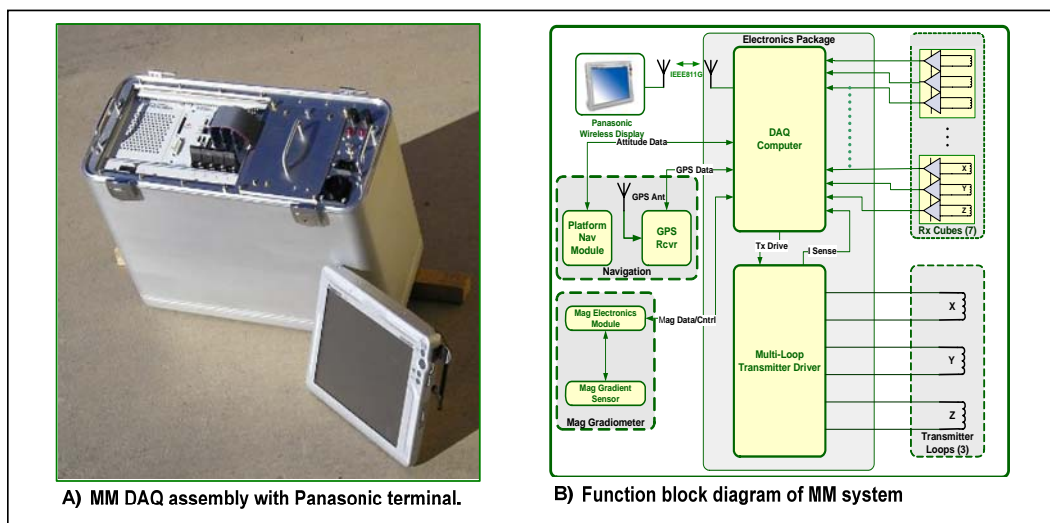 Electronics Package
IEEE811G
Panasonic
Wireless Display
DAQ
Computer
Attitude Data
GPS Data
GPS Ant
Platform
Nav
Module
GPS
Rcvr
Navigation
X
Y
Z
Rx Cubes (7)
Tx Drive
I Sense
Mag Electronics
Module
Mag Data/Cntrl
Mag Gradient
Sensor
Mag Gradiometer
Multi-Loop
Transmitter Driver
X
Y
Z
Transmitter
Loops (3)
A) MM DAQ assembly with Panasonic terminal.
B) Function block diagram of MM system